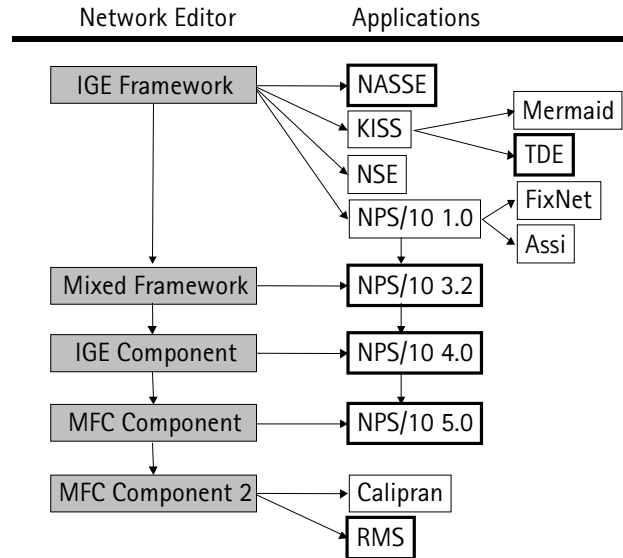 Network Editor
Applications
IGE Framework
NASSE
KISS
Mermaid
TDE
NSE
FixNet
NPS/10 1.0
Assi
Mixed Framework
NPS/10 3.2
IGE Component
NPS/10 4.0
MFC Component
NPS/10 5.0
MFC Component 2
Calipran
RMS